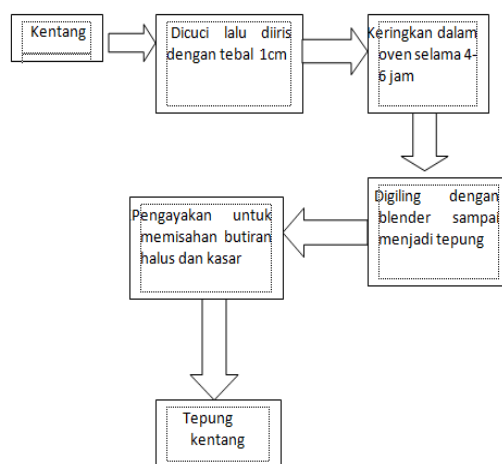 Kentang
Dicuci lalu diiris
dengan tebal 1cm
Keringkan dalam
oven selama 4-
6 jam
Digiling dengan
blender sampai
menjadi tepung
Pengayakan untuk
memisahan butiran
halus dan kasar
Tepung
kentang